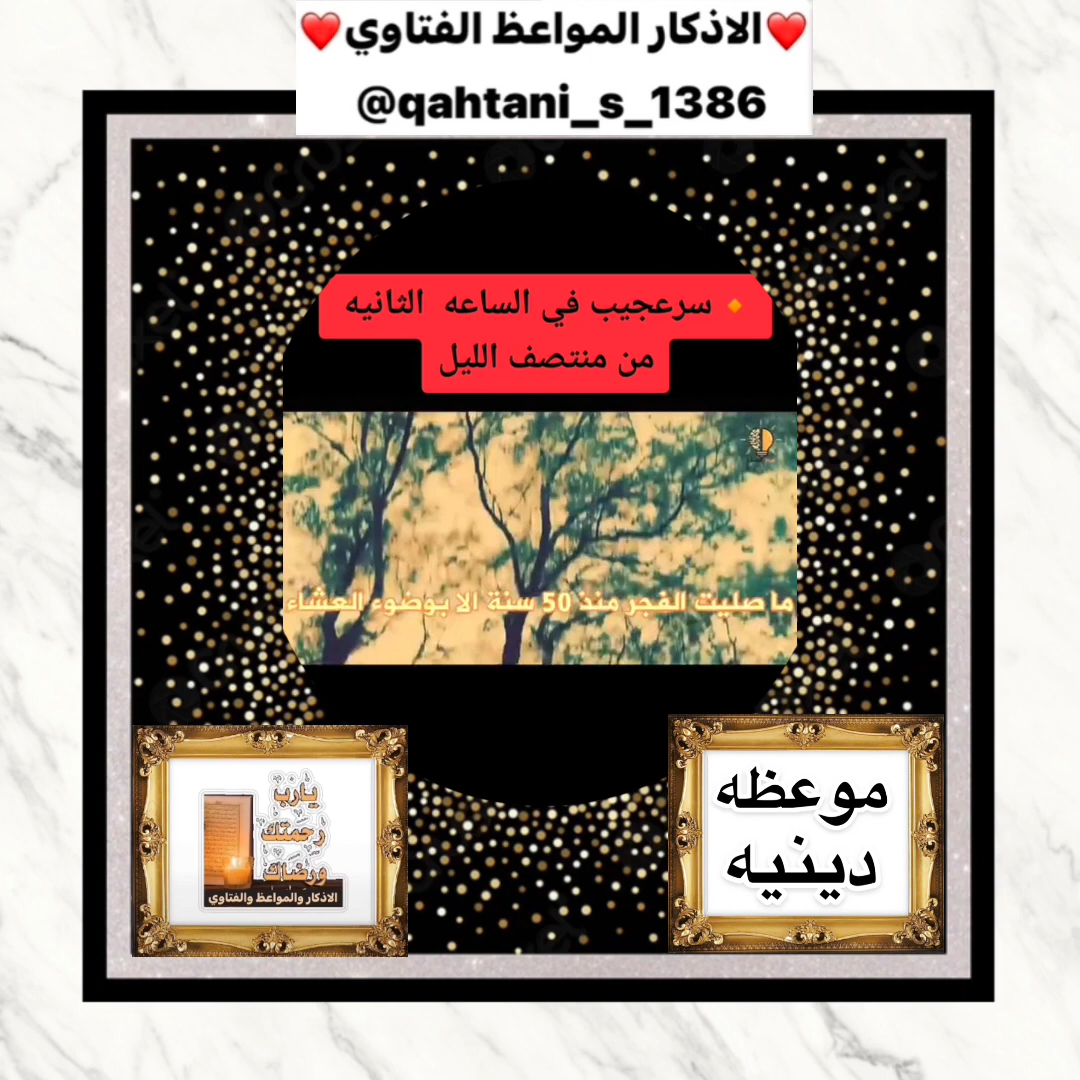 ❤️الاذكار المواعظ الفتاوي❤️
@qahtani_s_1386
🔸 سرعجيب في الساعه الثانيه
من منتصف الليل
ما صليت الفجر منذ 50 سنة الا بوضوء العشاء
يارب
رحمتك
ورضاك
الاذكار والمواعظ والفتاوي
موعظه
دينيه